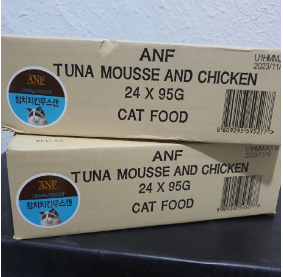 ANF
TUNA MOUSSE AND CHICKEN
24 X 95G
CAT FOOD
ANF
참치치킨무스캔
ANF
TUNA MOUSSE AND CHICKEN
24 X 95G
CAT FOOD
ANF
참치치킨무스캔